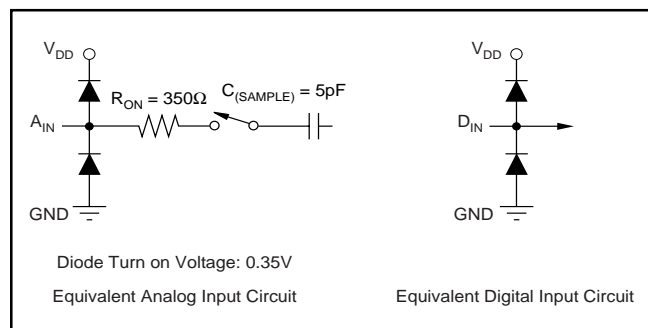 V_DD
R_ON = 350Ω
C_(SAMPLE) = 5pF
A_IN
GND
Diode Turn on Voltage: 0.35V
Equivalent Analog Input Circuit
V_DD
D_IN
GND
Equivalent Digital Input Circuit